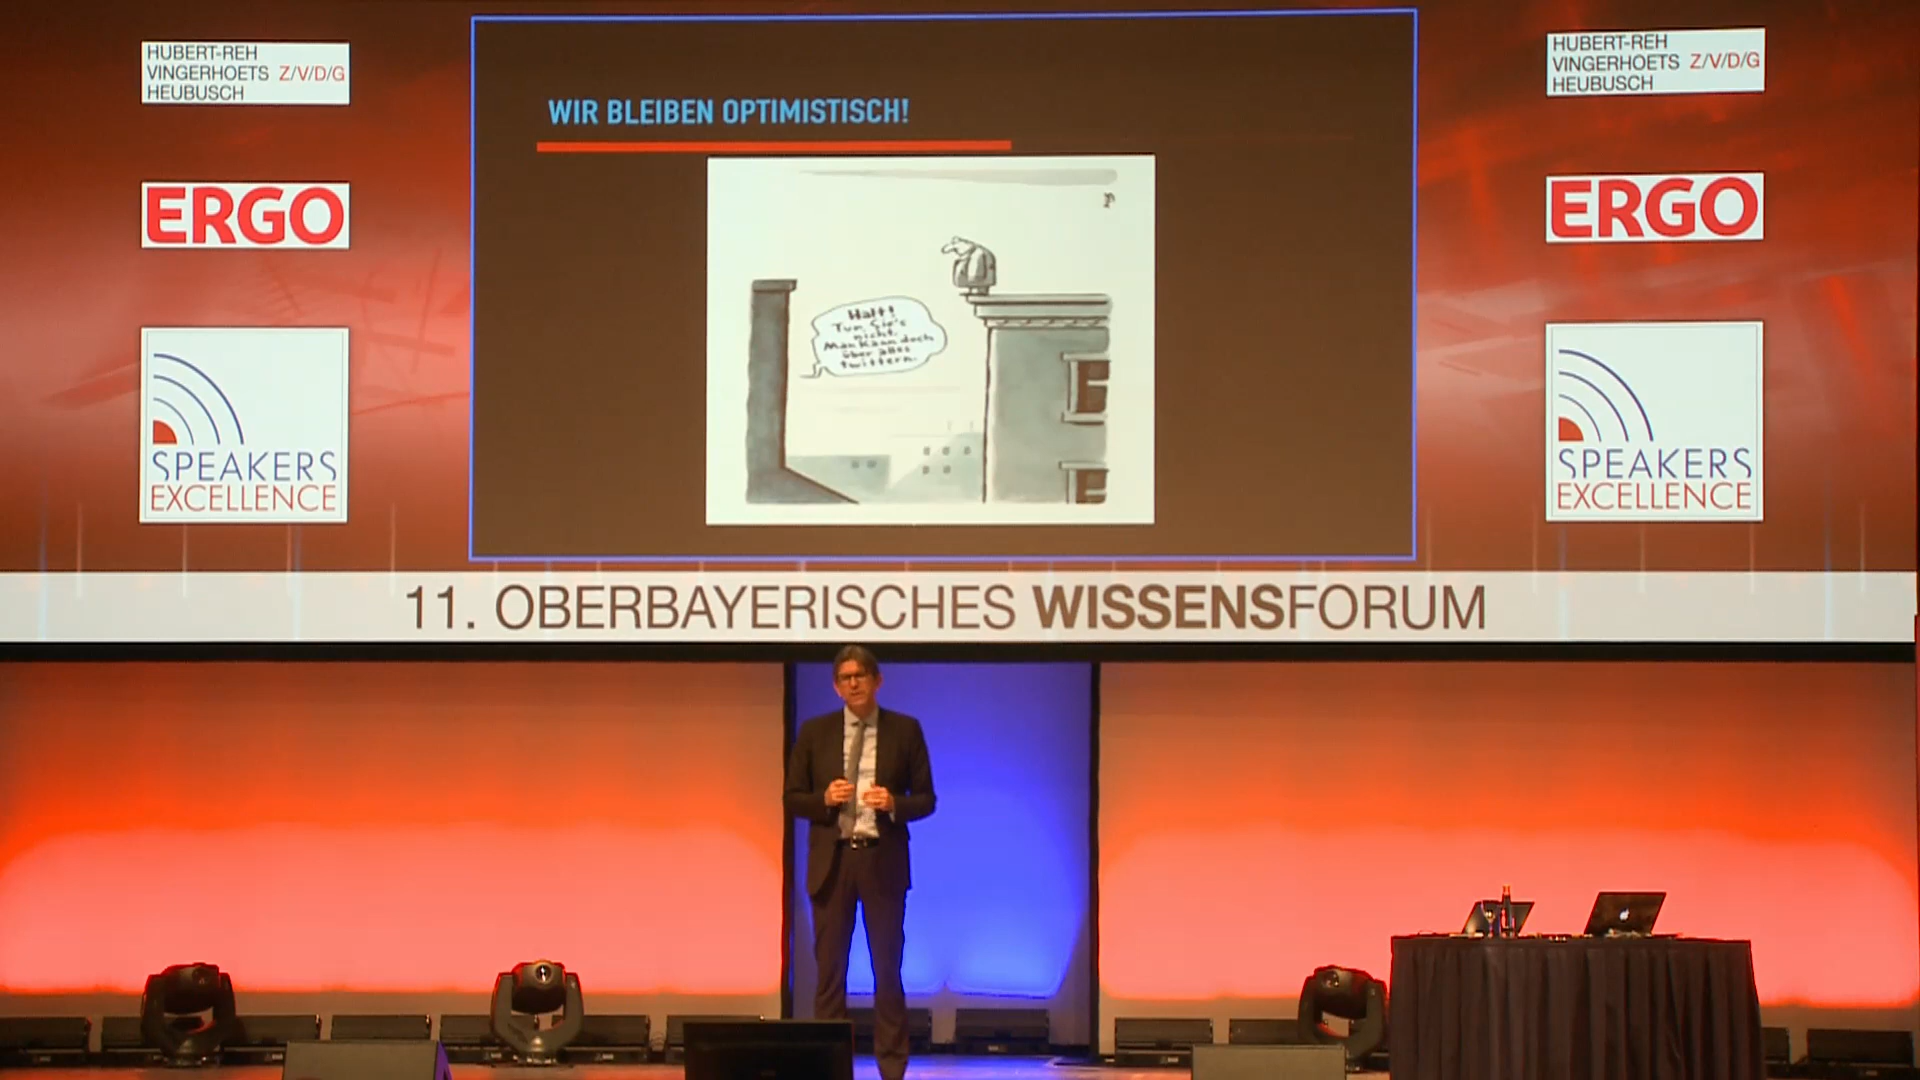 HUBERT-REH
VINGERHOETS Z/V/D/G
HEUBUSCH
ERGO
SPEAKERS
EXCELLENCE
WIR BLEIBEN OPTIMISTISCH!
Halt!
Tun Sie's
nicht.
Man kann doch
über alles
twittern.
HUBERT-REH
VINGERHOETS Z/V/D/G
HEUBUSCH
ERGO
SPEAKERS
EXCELLENCE
11. OBERBAYERISCHES WISSENSFORUM